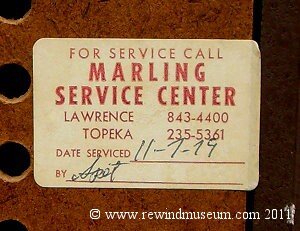 FOR SERVICE CALL
MARLING
SERVICE CENTER
LAWRENCE 843-4400
TOPEKA 235-5361
DATE SERVICED 11-7-79
BY
© www.rewindmuseum.com 2011